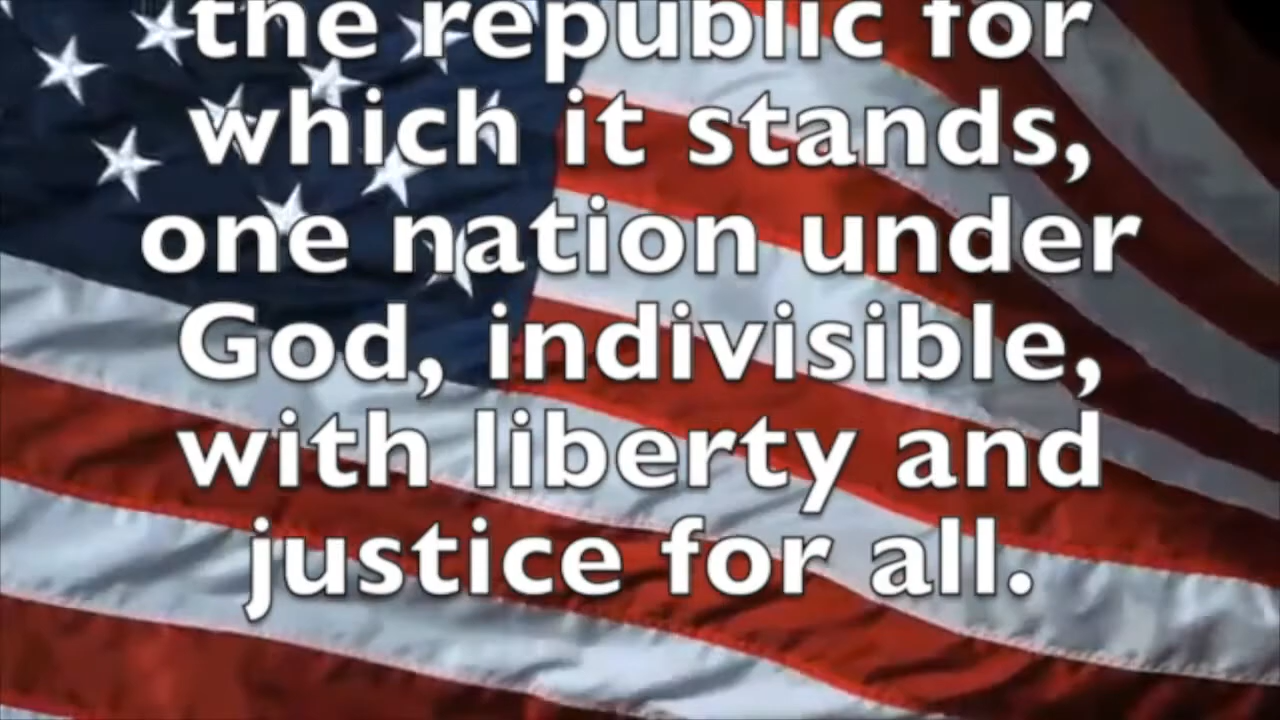 the republic for
which it stands,
one nation under
God, indivisible,
with liberty and
justice for all.